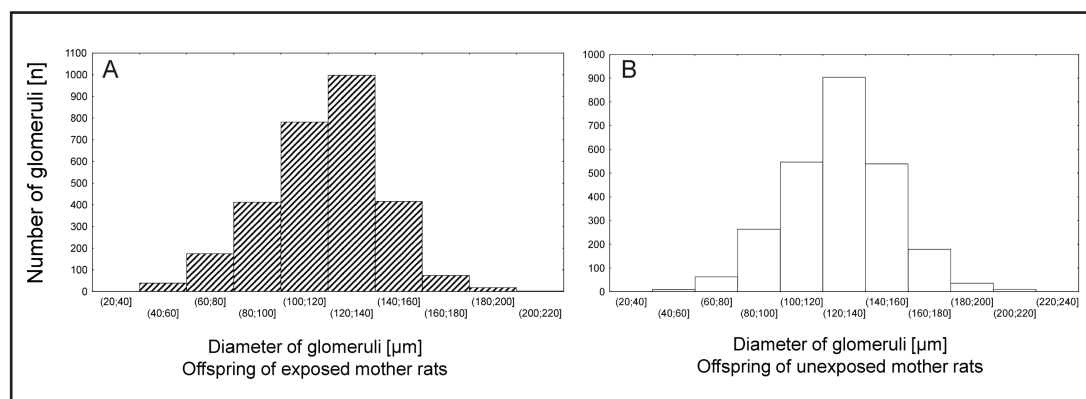 A
Number of glomeruli [n]
1100
1000
900
800
700
600
500
400
300
200
100
0
(20;40] (60;80] (100;120] (140;160] (180;200]
(40;60] (80;100] (120;140] (160;180] (200;220]
Diameter of glomeruli [µm]
Offspring of exposed mother rats
B
1000
900
800
700
600
500
400
300
200
100
0
(20;40] (60;80] (100;120] (140;160] (180;200] (220;240]
(40;60] (80;100] (120;140] (160;180] (200;220]
Diameter of glomeruli [µm]
Offspring of unexposed mother rats